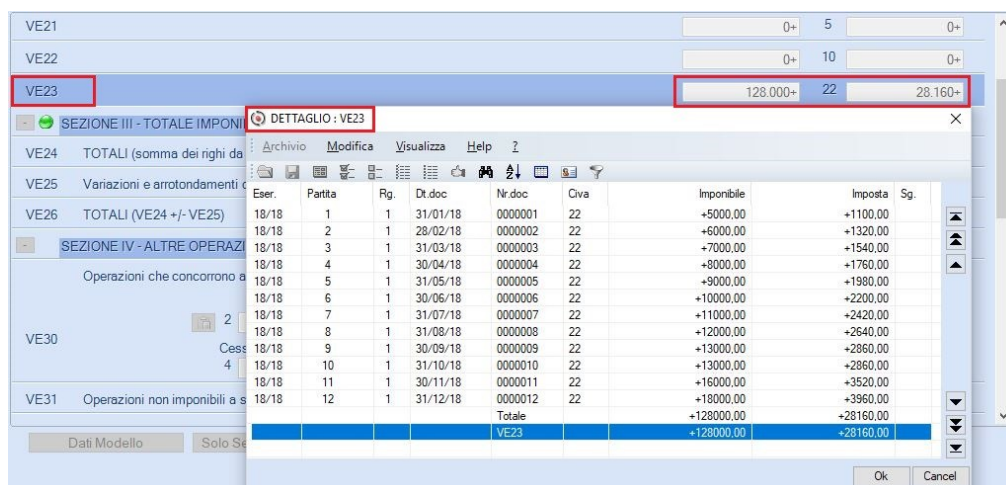 VE21 0+ 5 0+
VE22 0+ 10 0+
VE23 128.000+ 22 28.160+
DETTAGLIO : VE23
SEZIONE III - TOTALE IMPONI
Archivio Modifica Visualizza Help ?
VE24 TOTALI (somma dei righi da
VE25 Variazioni e arrotondamenti
VE26 TOTALI (VE24 +/- VE25)
SEZIONE IV - ALTRE OPERAZI
Operazioni che concorrono a
2
VE30
Cess
4
VE31 Operazioni non imponibili a s
Dati Modello Solo Se
Eser. Partita Rg. Dt.doc Nr.doc Civa Imponibile Imposta Sg.
18/18 1 1 31/01/18 0000001 22 +5000,00 +1100,00
18/18 2 1 28/02/18 0000002 22 +6000,00 +1320,00
18/18 3 1 31/03/18 0000003 22 +7000,00 +1540,00
18/18 4 1 30/04/18 0000004 22 +8000,00 +1760,00
18/18 5 1 31/05/18 0000005 22 +9000,00 +1980,00
18/18 6 1 30/06/18 0000006 22 +10000,00 +2200,00
18/18 7 1 31/07/18 0000007 22 +11000,00 +2420,00
18/18 8 1 31/08/18 0000008 22 +12000,00 +2640,00
18/18 9 1 30/09/18 0000009 22 +13000,00 +2860,00
18/18 10 1 31/10/18 0000010 22 +13000,00 +2860,00
18/18 11 1 30/11/18 0000011 22 +16000,00 +3520,00
18/18 12 1 31/12/18 0000012 22 +18000,00 +3960,00
Totale +128000,00 +28160,00
VE23 +128000,00 +28160,00
Ok Cancel